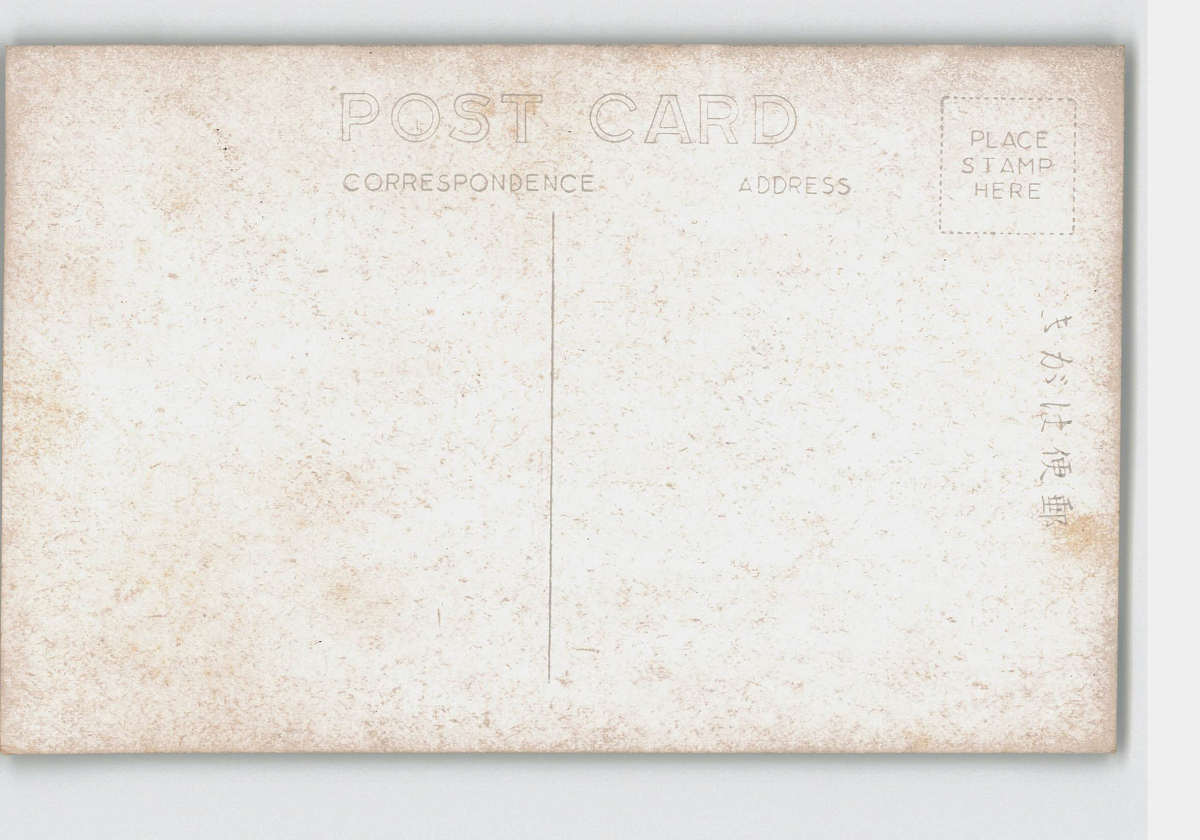 POST CARD
CORRESPONDENCE
ADDRESS
PLACE
STAMP
HERE
郵便はがき